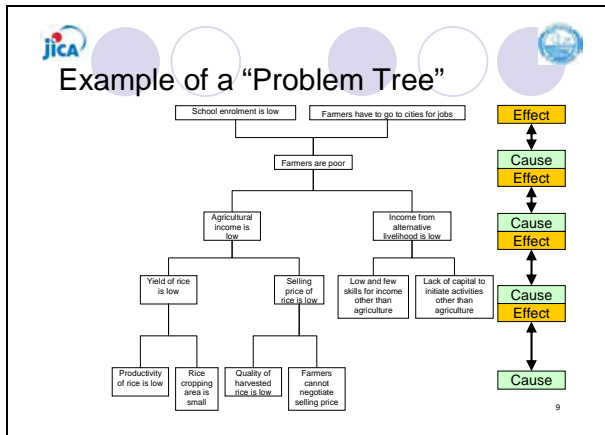 jICA
Example of a “Problem Tree”
School enrolment is low
Farmers have to go to cities for jobs
Effect
Farmers are poor
Cause
Effect
Agricultural
income is
low
Income from
alternative
livelihood is low
Cause
Effect
Yield of rice
is low
Selling
price of
rice is low
Low and few
skills for income
other than
agriculture
Lack of capital to
initiate activities
other than
agriculture
Cause
Effect
Productivity
of rice is low
Rice
cropping
area is
small
Quality of
harvested
rice is low
Farmers
cannot
negotiate
selling price
Cause
9